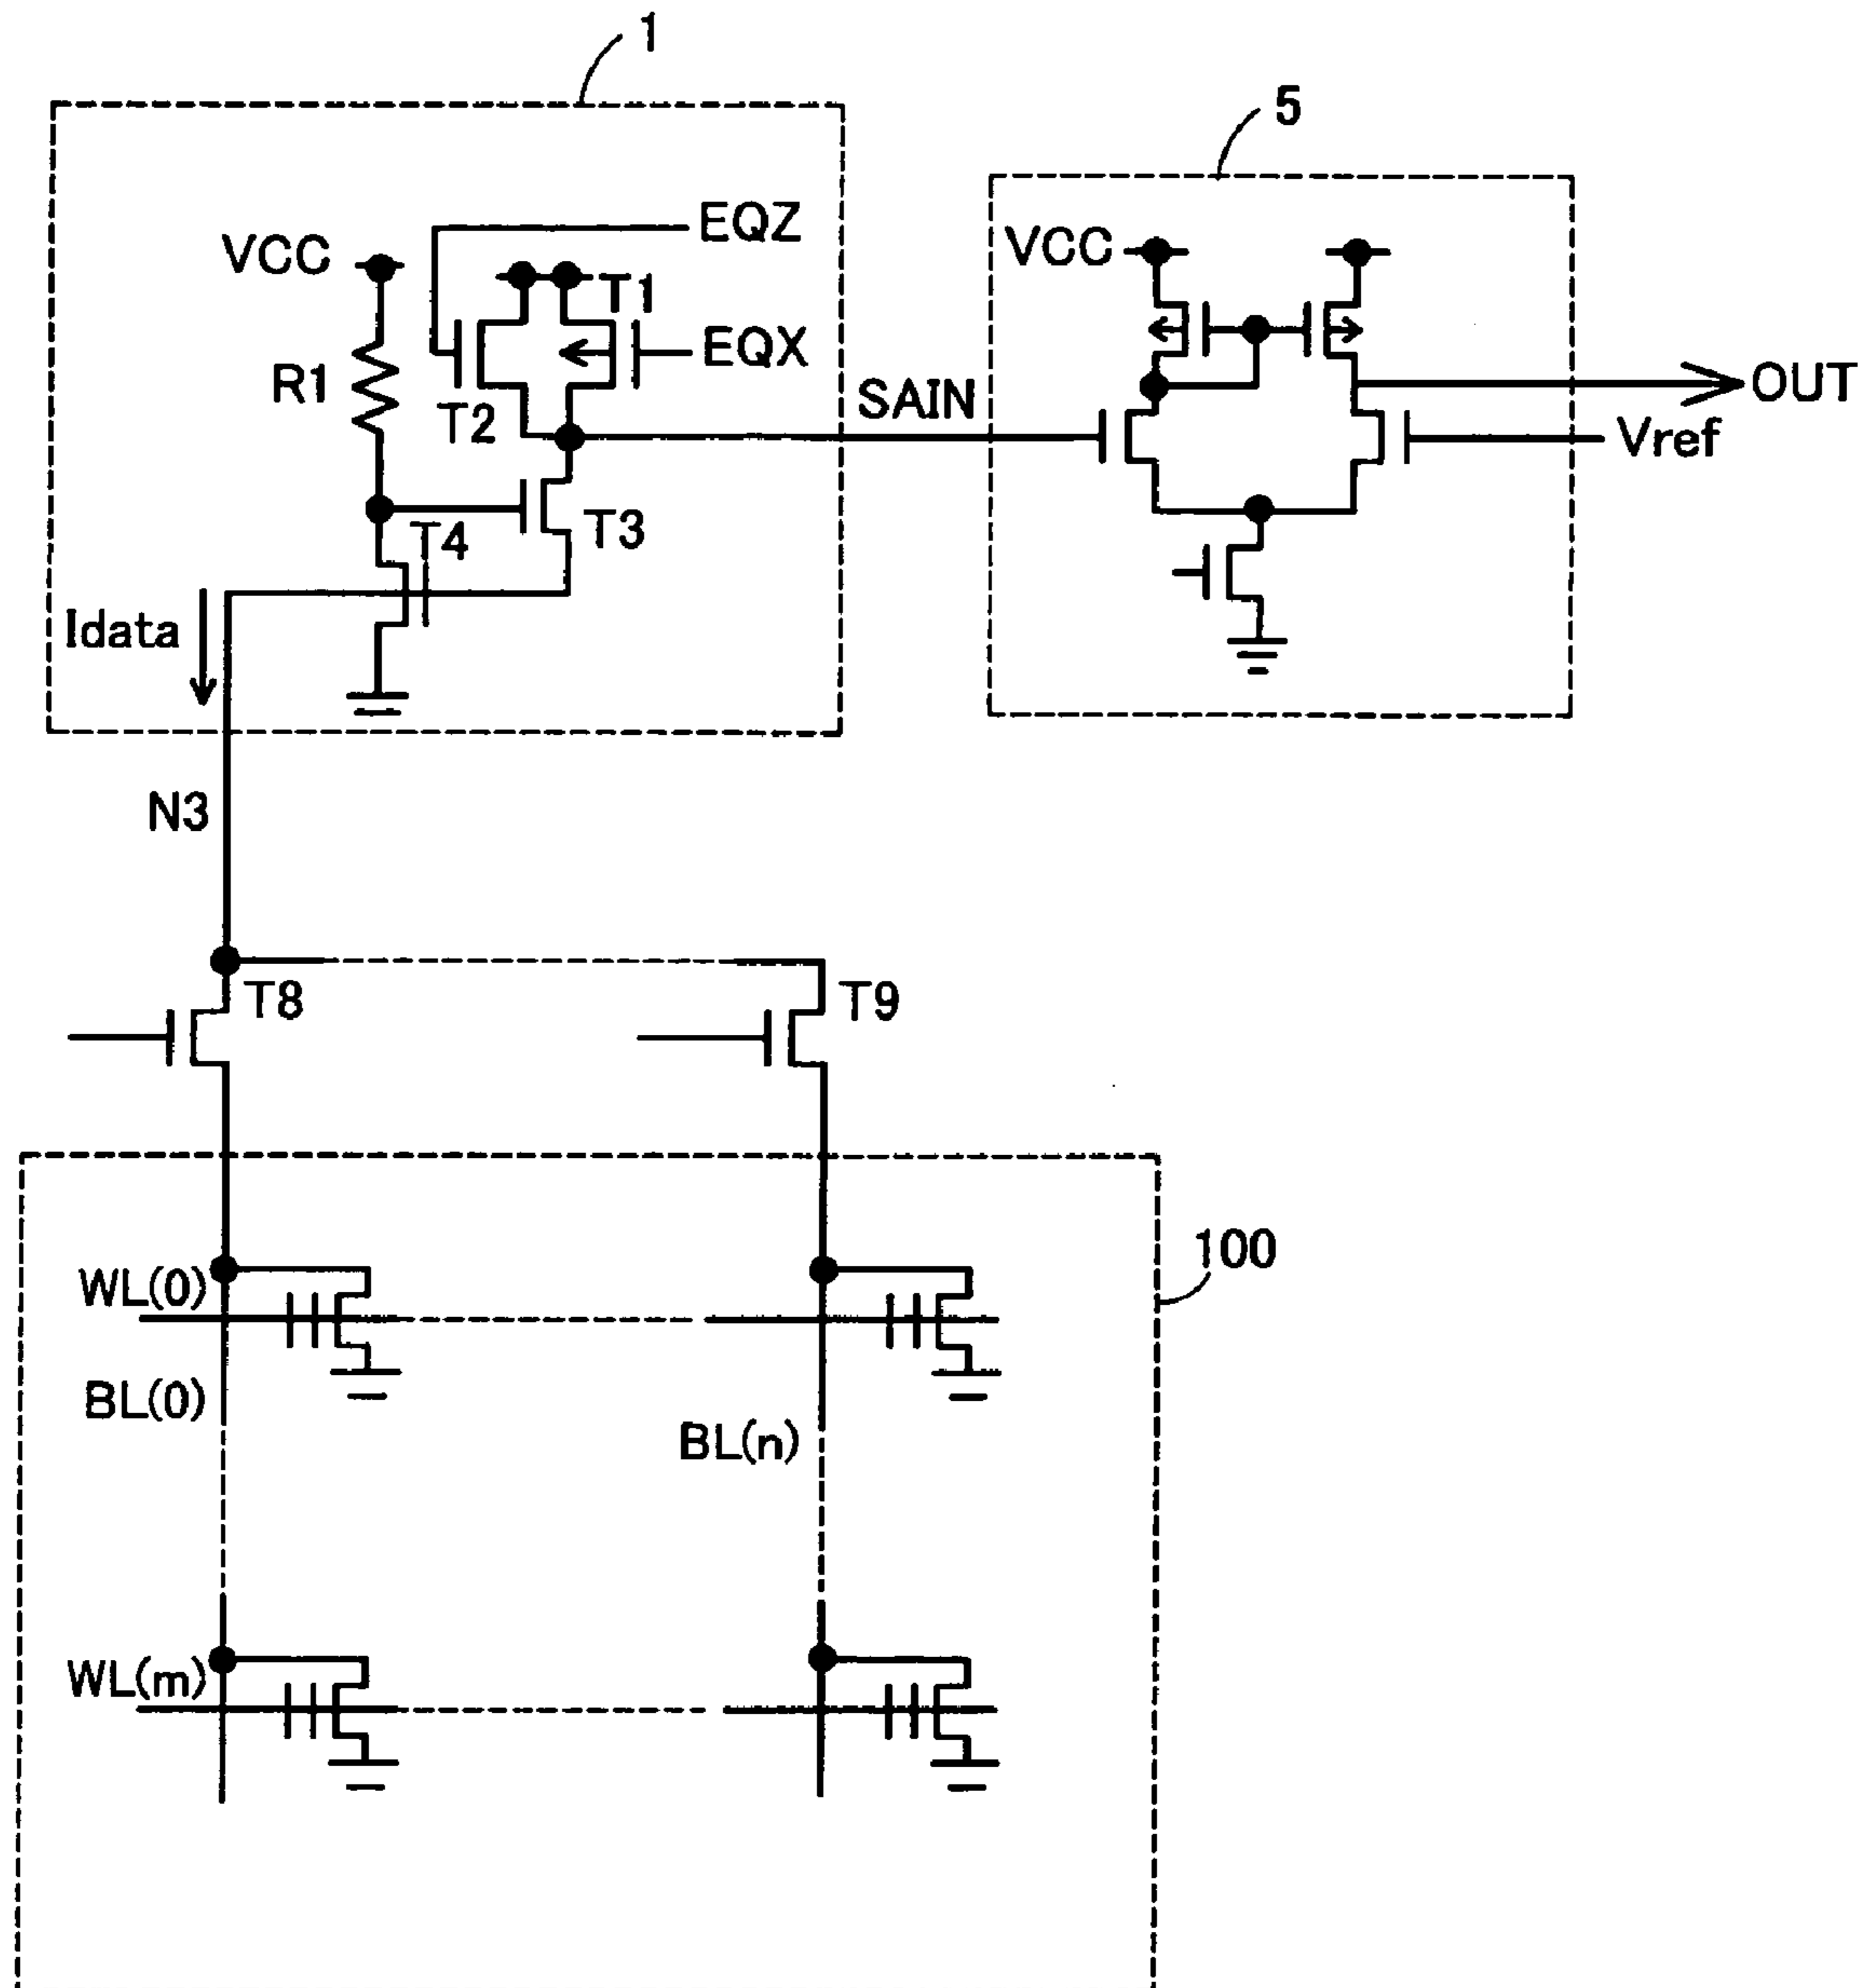 1
5
EQZ
VCC
T1
VCC
EQX
R1
SAIN
OUT
T2
Vref
T4
T3
Idata
N3
T8
T9
100
WL(0)
BL(0)
BL(n)
WL(m)